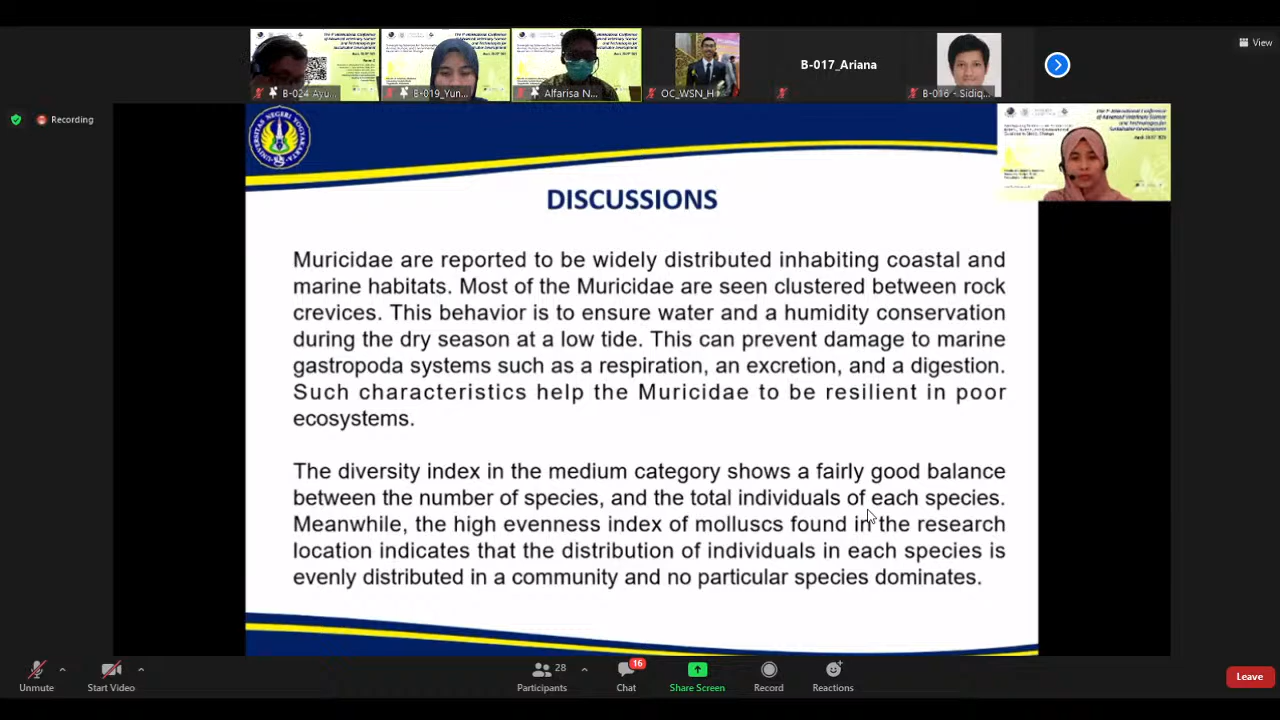 View
B-024 Ayu...
B-019_Yun...
Alfarisa N...
OC_WSN_H
B-017_Ariana
B-016 - Sidiq...
Recording
UNIVERSITAS NEGERI YOGYAKARTA
DISCUSSIONS
Muricidae are reported to be widely distributed inhabiting coastal and
marine habitats. Most of the Muricidae are seen clustered between rock
crevices. This behavior is to ensure water and a humidity conservation
during the dry season at a low tide. This can prevent damage to marine
gastropoda systems such as a respiration, an excretion, and a digestion.
Such characteristics help the Muricidae to be resilient in poor
ecosystems.
The diversity index in the medium category shows a fairly good balance
between the number of species, and the total individuals of each species.
Meanwhile, the high evenness index of molluscs found in the research
location indicates that the distribution of individuals in each species is
evenly distributed in a community and no particular species dominates.
Unmute
Start Video
28
Participants
16
Chat
Share Screen
Record
Reactions
Leave